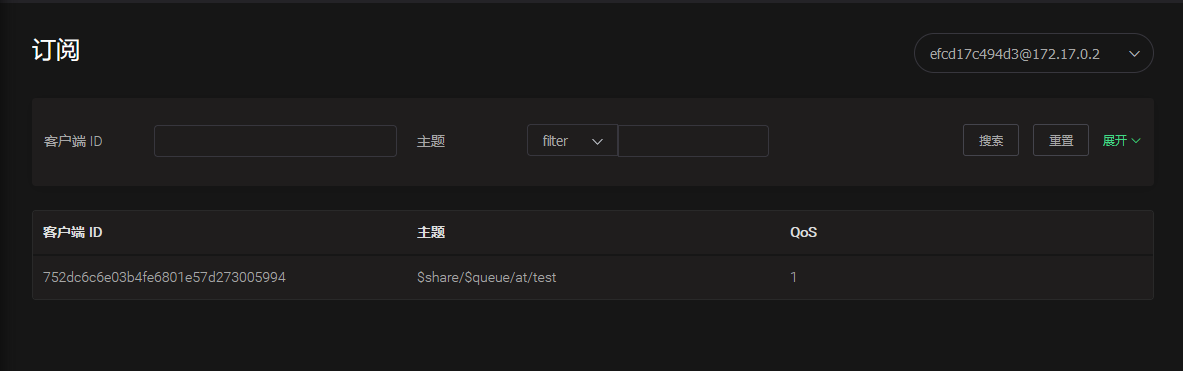 订阅
efcd17c494d3@172.17.0.2
客户端 ID 主题 filter 搜索 重置 展开
客户端 ID 主题 QoS
752dc6c6e03b4fe6801e57d273005994 $share/$queue/at/test 1